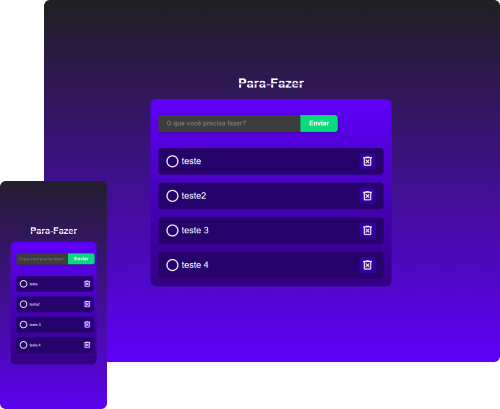 Para-Fazer
O que você precisa fazer?
Enviar
teste
teste2
teste 3
teste 4
Para-Fazer
O que você precisa fazer?
Enviar
teste
teste2
teste 3
teste 4